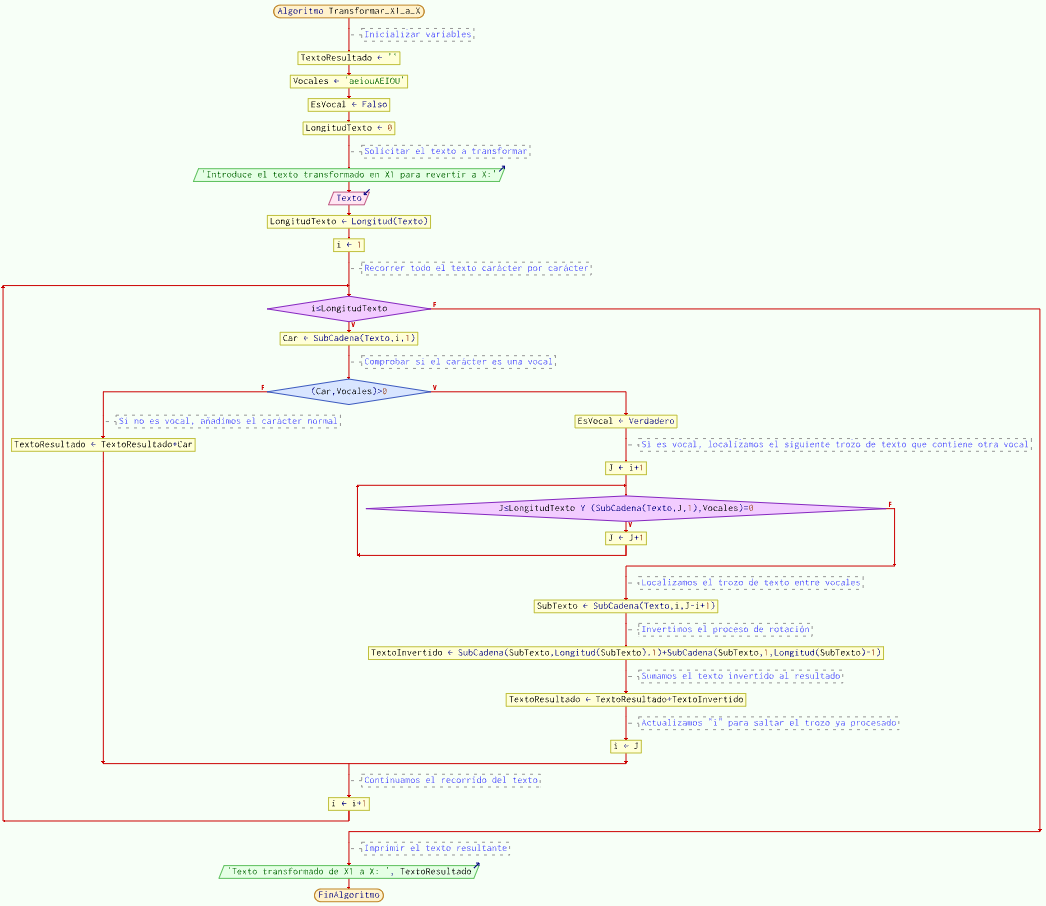 Algoritmo Transformar_X1_a_X
Inicializar variables
TextoResultado ← ''
Vocales ← 'aeiouAEIOU'
EsVocal ← Falso
LongitudTexto ← 0
Solicitar el texto a transformar
'Introduce el texto transformado en X1 para revertir a X:'
Texto
LongitudTexto ← Longitud(Texto)
i ← 1
Recorrer todo el texto carácter por carácter
i≤LongitudTexto
F
V
Car ← SubCadena(Texto,i,1)
Comprobar si el carácter es una vocal
(Car,Vocales)>0
F
V
Si no es vocal, añadimos el carácter normal
TextoResultado ← TextoResultado+Car
EsVocal ← Verdadero
Si es vocal, localizamos el siguiente trozo de texto que contiene otra vocal
J ← i+1
J≤LongitudTexto Y (SubCadena(Texto,J,1),Vocales)=0
F
V
J ← J+1
Localizamos el trozo de texto entre vocales
SubTexto ← SubCadena(Texto,i,J-i+1)
Invertimos el proceso de rotación
TextoInvertido ← SubCadena(SubTexto,Longitud(SubTexto),1)+SubCadena(SubTexto,1,Longitud(SubTexto)-1)
Sumamos el texto invertido al resultado
TextoResultado ← TextoResultado+TextoInvertido
Actualizamos "i" para saltar el trozo ya procesado
i ← J
Continuamos el recorrido del texto
i ← i+1
Imprimir el texto resultante
'Texto transformado de X1 a X: ', TextoResultado
FinAlgoritmo